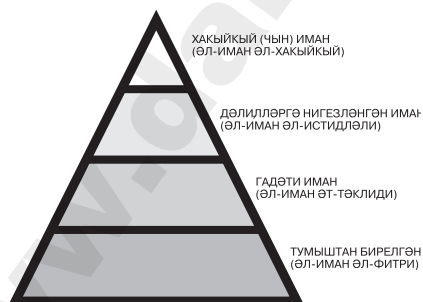 ХАКЫЙКЫЙ (ЧЫН) ИМАН
(ӘЛ-ИМАН ӘЛ-ХАКЫЙКЫЙ)
ДӘЛИЛЛӘРГӘ НИГЕЗЛӘНГӘН ИМАН
(ӘЛ-ИМАН ӘЛ-ИСТИДЛӘЛИ)
ГАДӘТИ ИМАН
(ӘЛ-ИМАН ӘТ-ТӘКЛИДИ)
ТУМЫШТАН БИРЕЛГӘН
(ӘЛ-ИМАН ӘЛ-ФИТРИ)